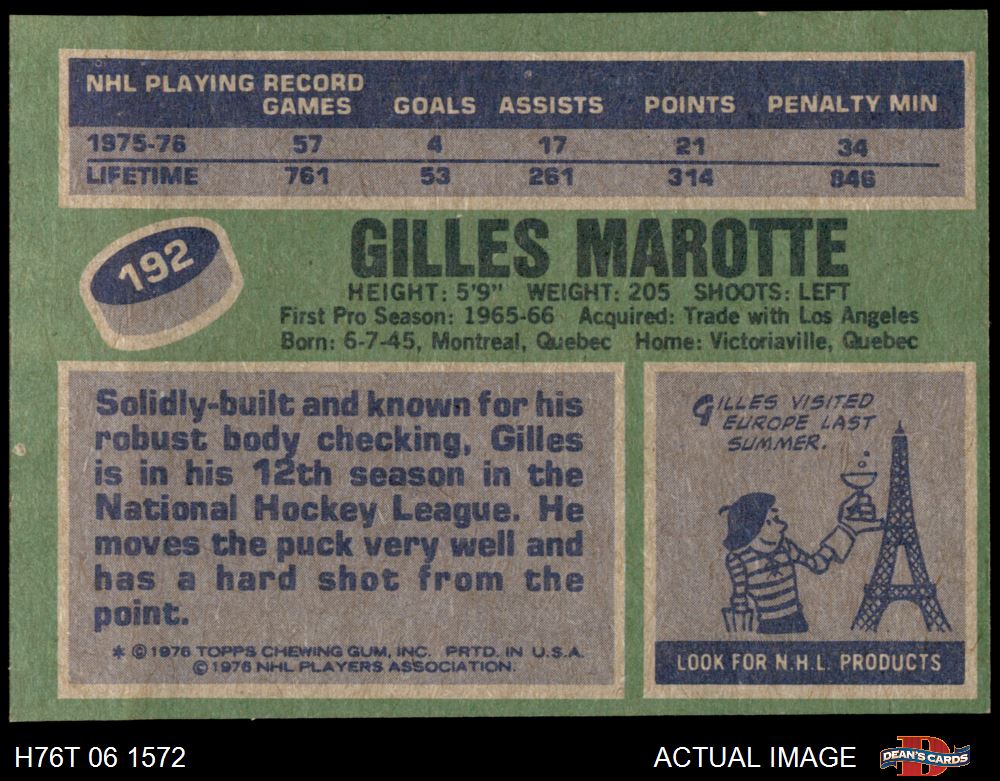 NHL PLAYING RECORD
GAMES GOALS ASSISTS POINTS PENALTY MIN
1975-76 57 4 17 21 34
LIFETIME 761 53 261 314 846
192
GILLES MAROTTE
HEIGHT: 5'9" WEIGHT: 205 SHOOTS: LEFT
First Pro Season: 1965-66 Acquired: Trade with Los Angeles
Born: 6-7-45, Montreal, Quebec Home: Victoriaville, Quebec
Solidly-built and known for his
robust body checking, Gilles
is in his 12th season in the
National Hockey League. He
moves the puck very well and
has a hard shot from the
point.
* ©1976 TOPPS CHEWING GUM, INC. PRTD. IN U.S.A.
©1976 NHL PLAYERS ASSOCIATION.
GILLES VISITED
EUROPE LAST
SUMMER.
LOOK FOR N.H.L. PRODUCTS
H76T 06 1572
ACTUAL IMAGE
DEAN'S CARDS